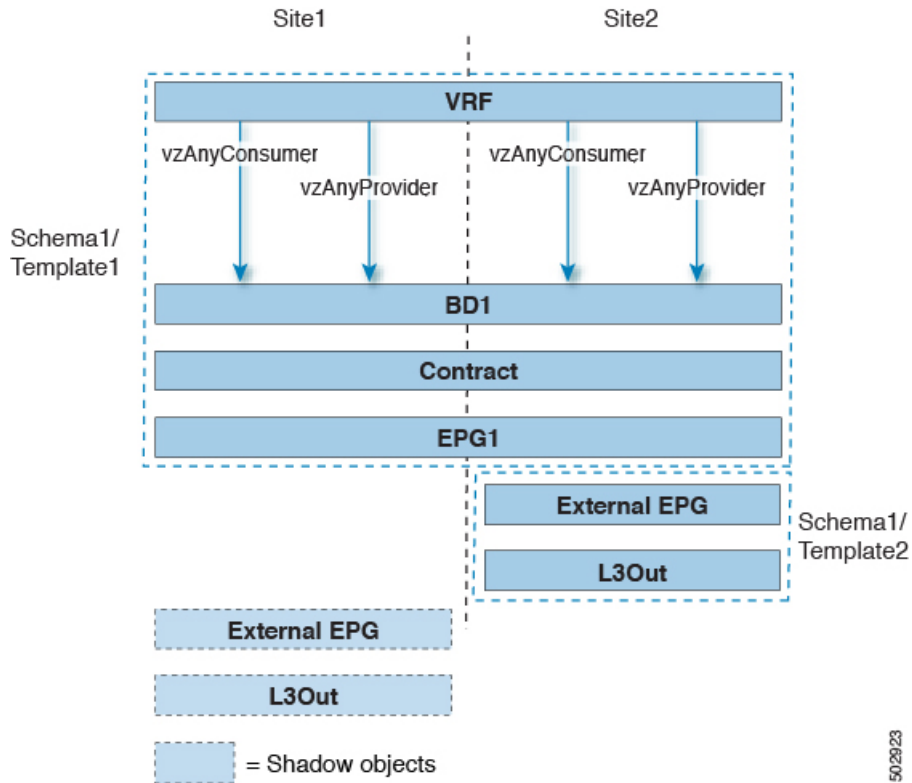 Site1
Site2
VRF
vzAnyConsumer
vzAnyConsumer
vzAnyProvider
vzAnyProvider
Schema1/
Template1
BD1
Contract
EPG1
External EPG
Schema1/
Template2
L3Out
External EPG
L3Out
= Shadow objects
502923